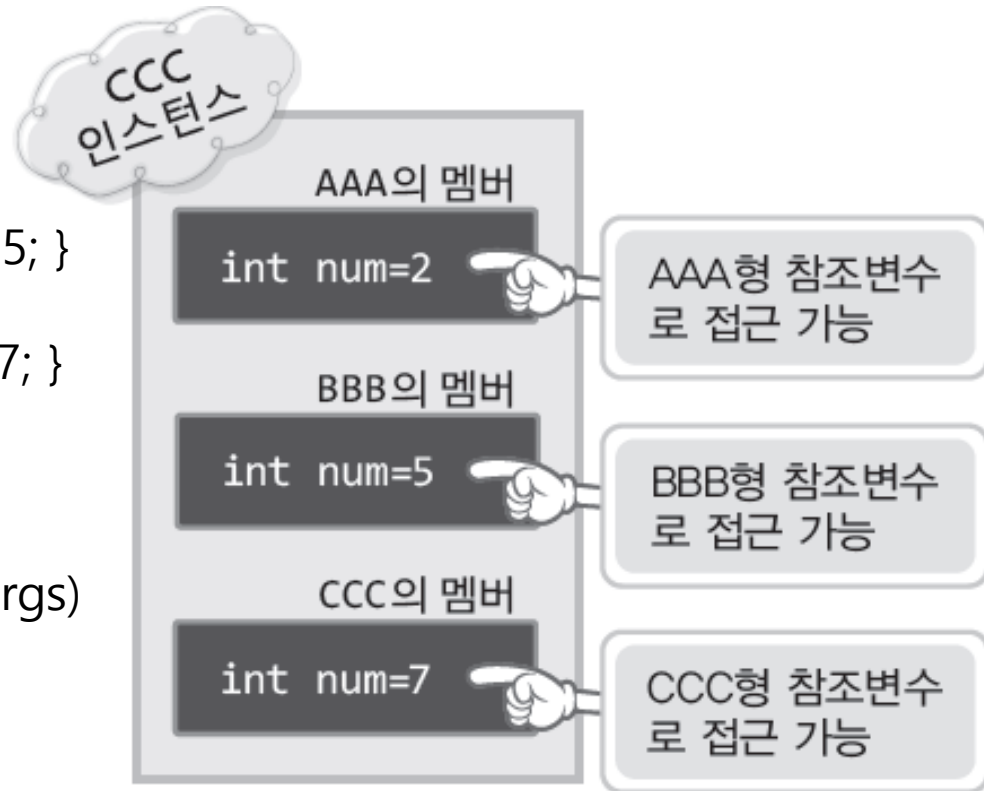 CCC
인스턴스
AAA의 멤버
5; }
int num=2
AAA형 참조변수
로 접근 가능
7; }
BBB의 멤버
int num=5
BBB형 참조변수
로 접근 가능
rgs)
CCC의 멤버
int num=7
CCC형 참조변수
로 접근 가능